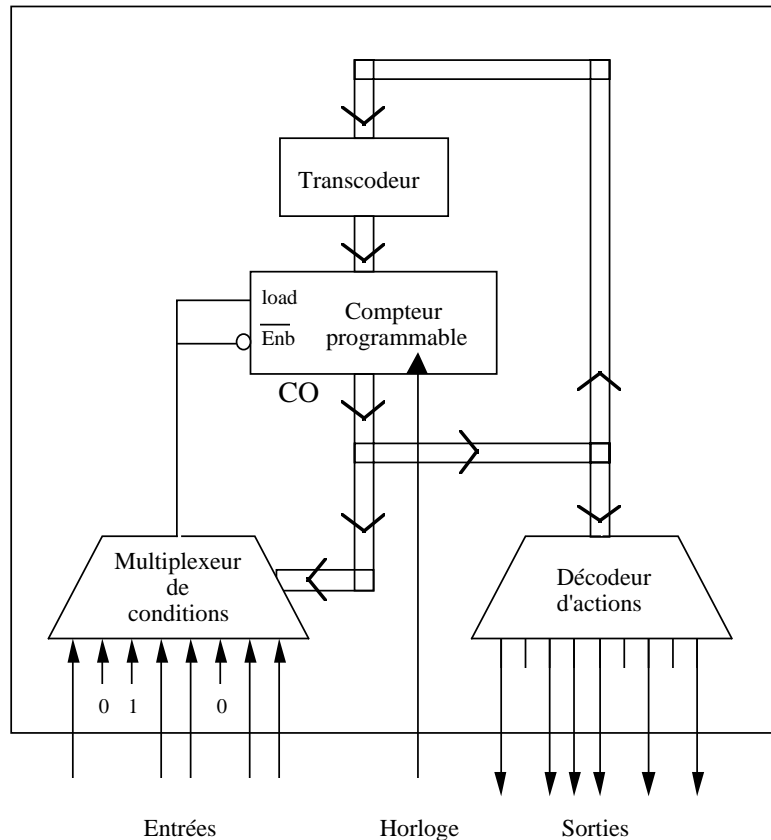 Transcodeur
load
Compteur
programmable
Enb
CO
Multiplexeur
de
conditions
Décodeur
d'actions
0 1 0
Entrées Horloge Sorties